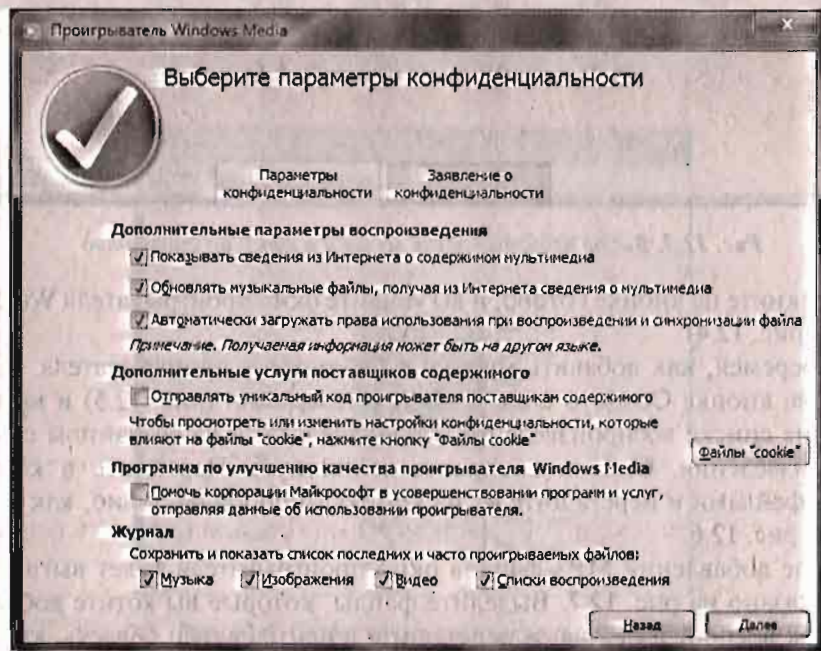 Проигрыватель Windows Media
Выберите параметры конфиденциальности
Параметры
конфиденциальности
Заявление о
конфиденциальности
Дополнительные параметры воспроизведения
Показывать сведения из Интернета о содержимом мультимедиа
Обновлять музыкальные файлы, получая из Интернета сведения о мультимедиа
Автоматически загружать права использования при воспроизведении и синхронизации файла
Примечание. Получаемая информация может быть на другом языке.
Дополнительные услуги поставщиков содержимого
Отправлять уникальный код проигрывателя поставщикам содержимого
Чтобы просмотреть или изменить настройки конфиденциальности, которые
влияют на файлы "cookie", нажмите кнопку "Файлы cookie"
Файлы "cookie"
Программа по улучшению качества проигрывателя Windows Media
Помочь корпорации Майкрософт в усовершенствовании программ и услуг,
отправляя данные об использовании проигрывателя.
Журнал
Сохранить и показать список последних и часто проигрываемых файлов:
Музыка Изображения Видео Списки воспроизведения
Назад Далее